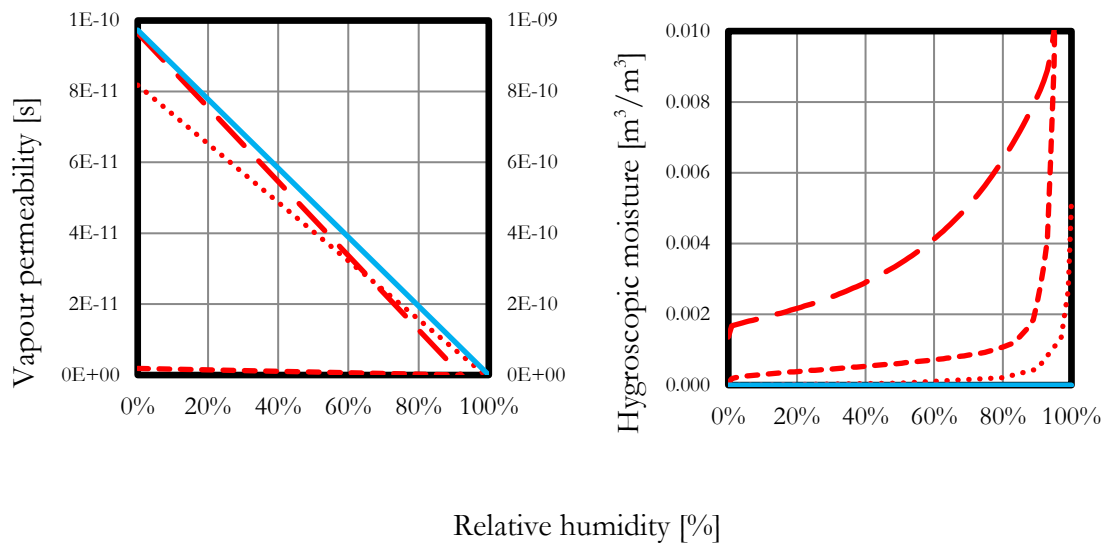 Vapour permeability [s]
1E-10
8E-11
6E-11
4E-11
2E-11
0E+00
1E-09
8E-10
6E-10
4E-10
2E-10
0E+00
0% 20% 40% 60% 80% 100%
Hygroscopic moisture [m³/m³]
0.010
0.008
0.006
0.004
0.002
0.000
0% 20% 40% 60% 80% 100%
Relative humidity [%]